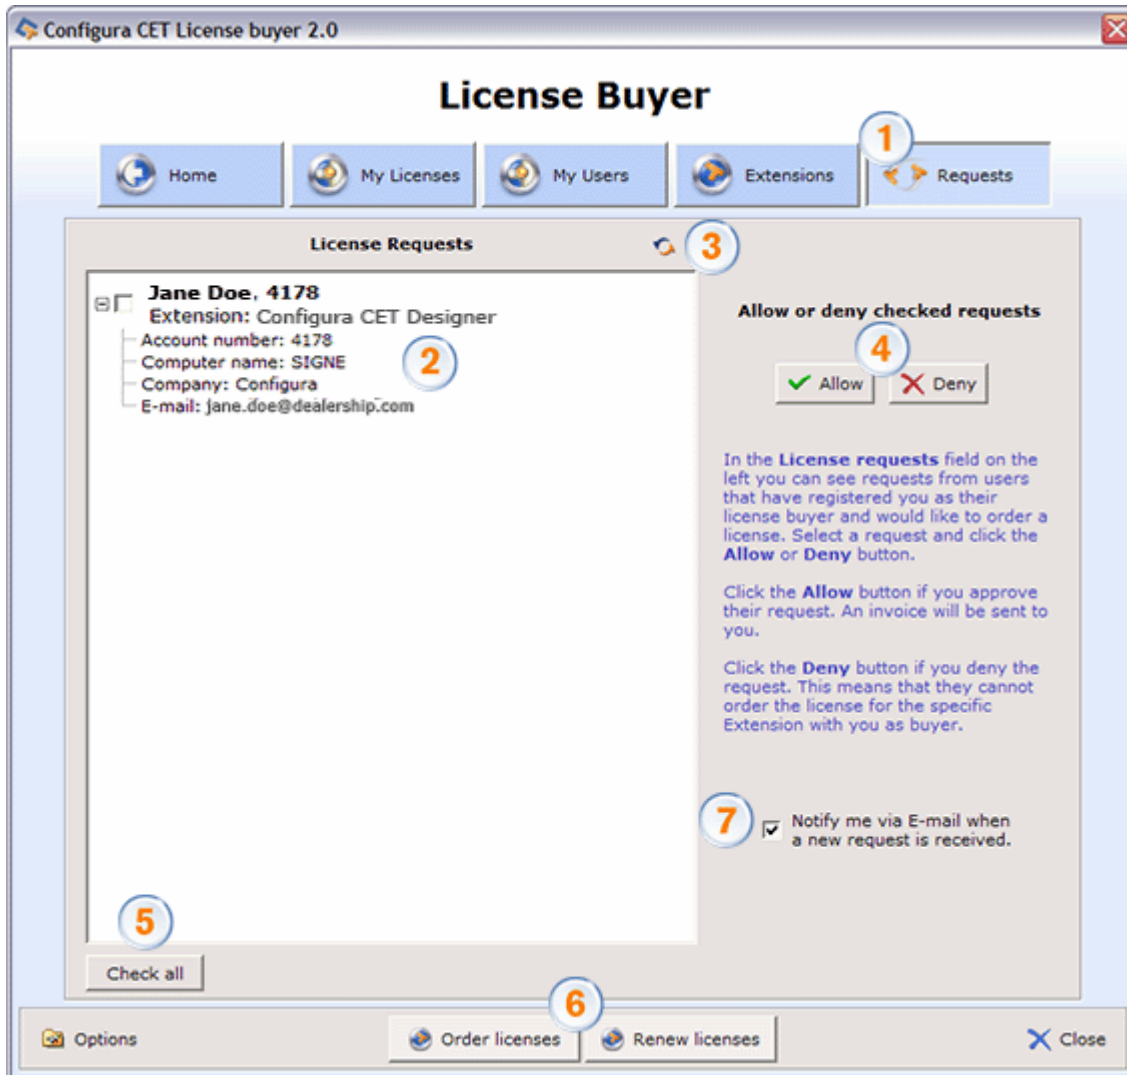 Configura CET License buyer 2.0
License Buyer
1
Home
My Licenses
My Users
Extensions
Requests
License Requests
3
Jane Doe, 4178
Extension: Configura CET Designer
Account number: 4178
Computer name: SIGNE
2
Company: Configura
E-mail: jane.doe@dealership.com
Allow or deny checked requests
4
Allow
Deny
In the License requests field on the
left you can see requests from users
that have registered you as their
license buyer and would like to order a
license. Select a request and click the
Allow or Deny button.
Click the Allow button if you approve
their request. An invoice will be sent to
you.
Click the Deny button if you deny the
request. This means that they cannot
order the license for the specific
Extension with you as buyer.
7
Notify me via E-mail when
a new request is received.
5
Check all
6
Options
Order licenses
Renew licenses
Close